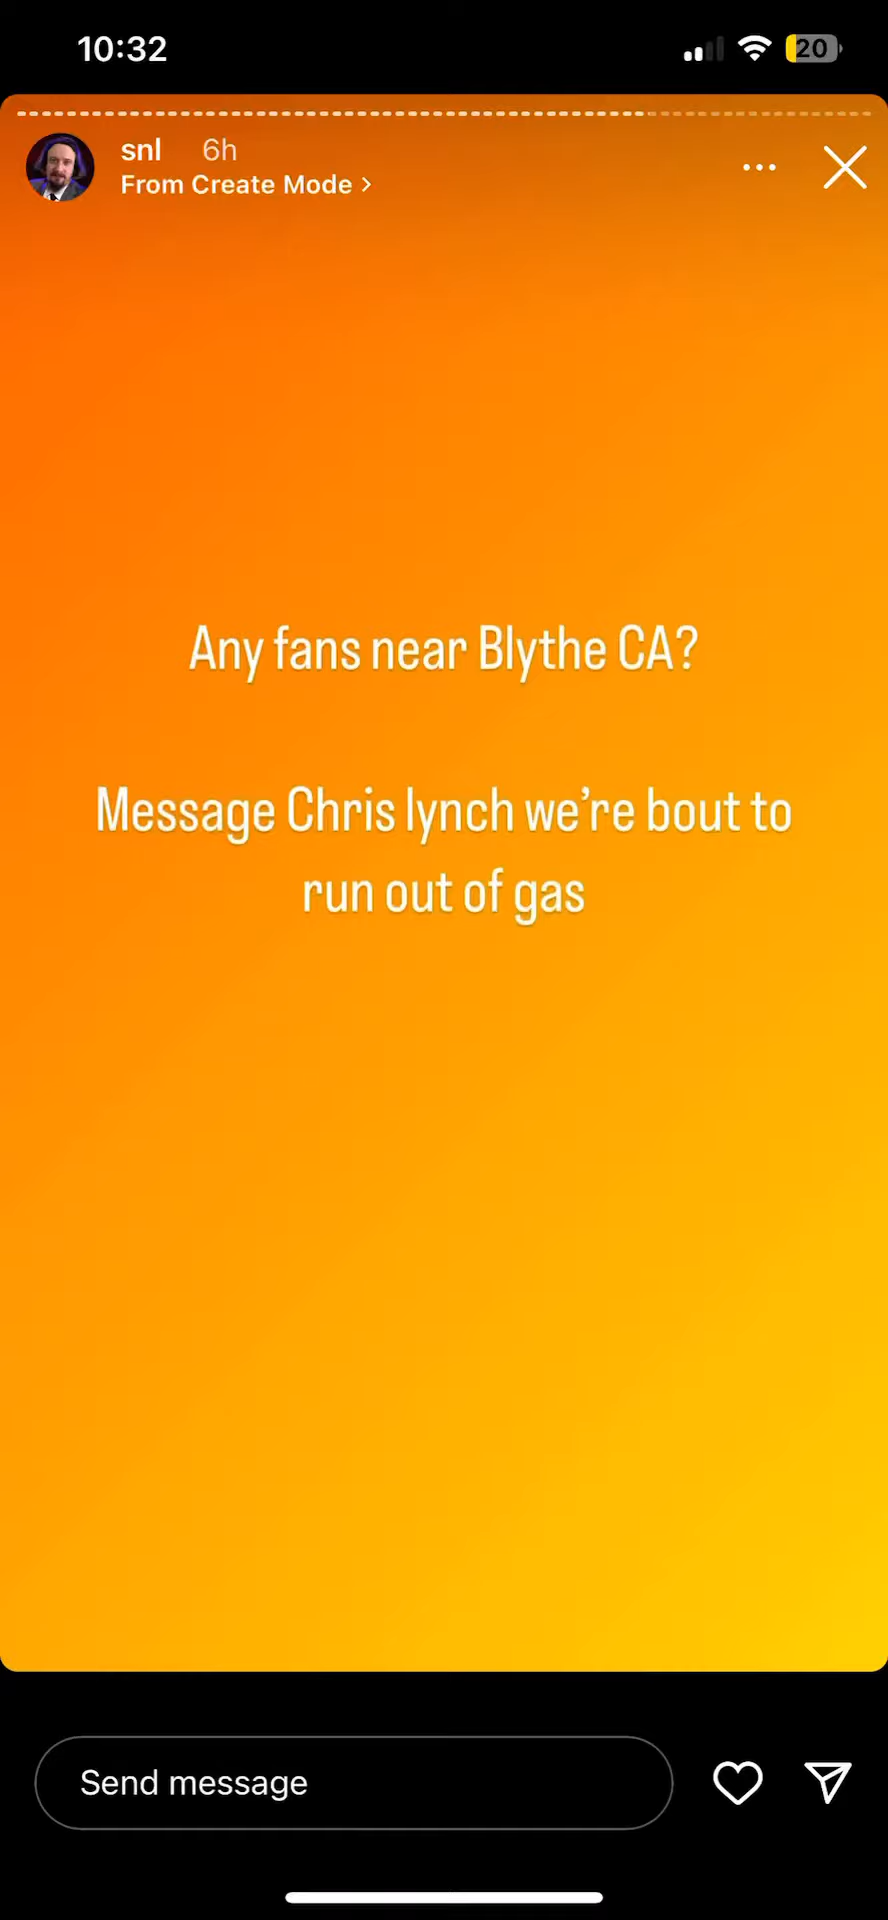 10:32
20
snl 6h
From Create Mode
Any fans near Blythe CA?
Message Chris lynch we’re bout to
run out of gas
Send message